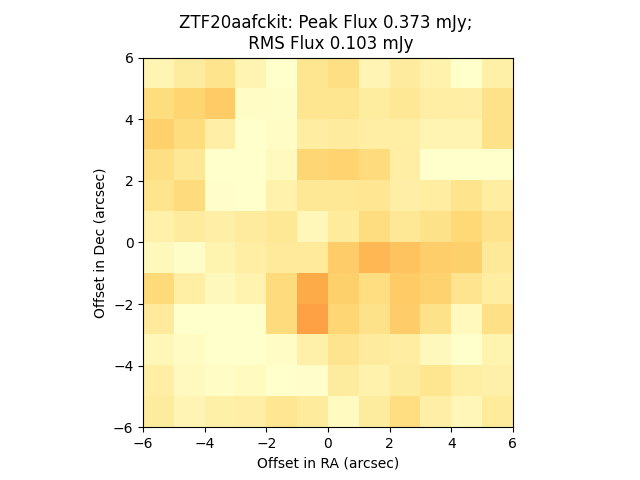 ZTF20aafckit: Peak Flux 0.373 mJy;
RMS Flux 0.103 mJy
6
4
2
0
−2
−4
−6
Offset in Dec (arcsec)
−6 −4 −2 0 2 4 6
Offset in RA (arcsec)